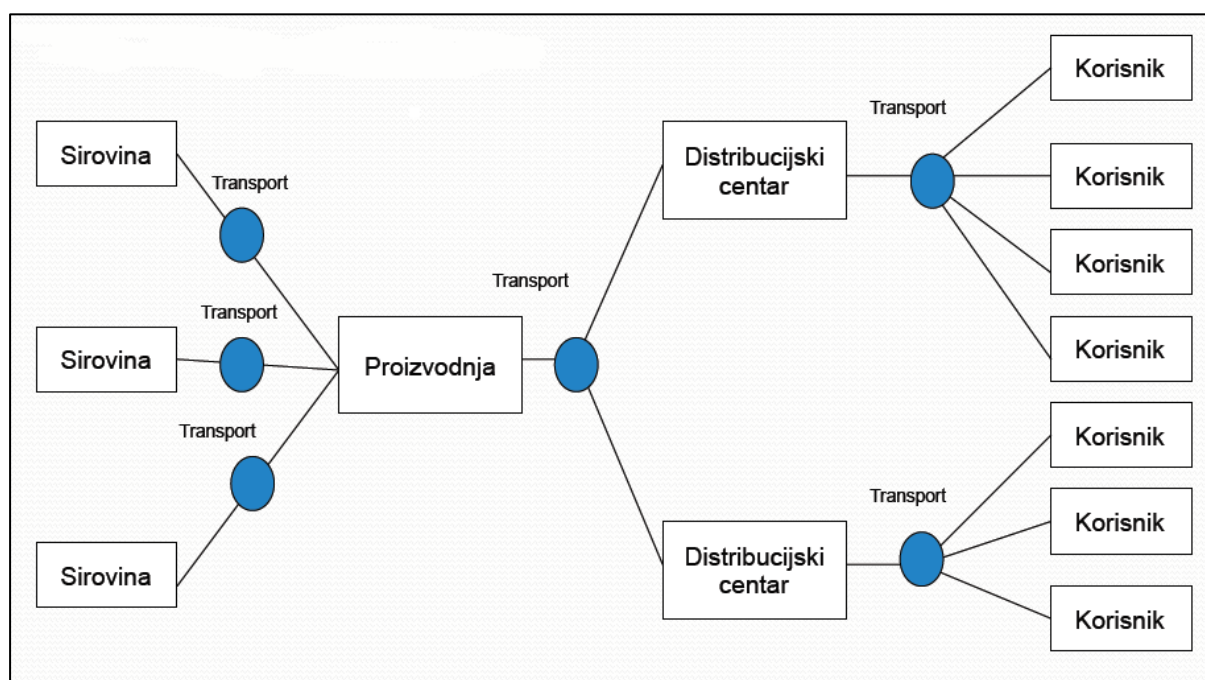 Sirovina
Transport
Sirovina
Transport
Sirovina
Transport
Proizvodnja
Transport
Distribucijski
centar
Transport
Korisnik
Korisnik
Korisnik
Korisnik
Distribucijski
centar
Transport
Korisnik
Korisnik
Korisnik